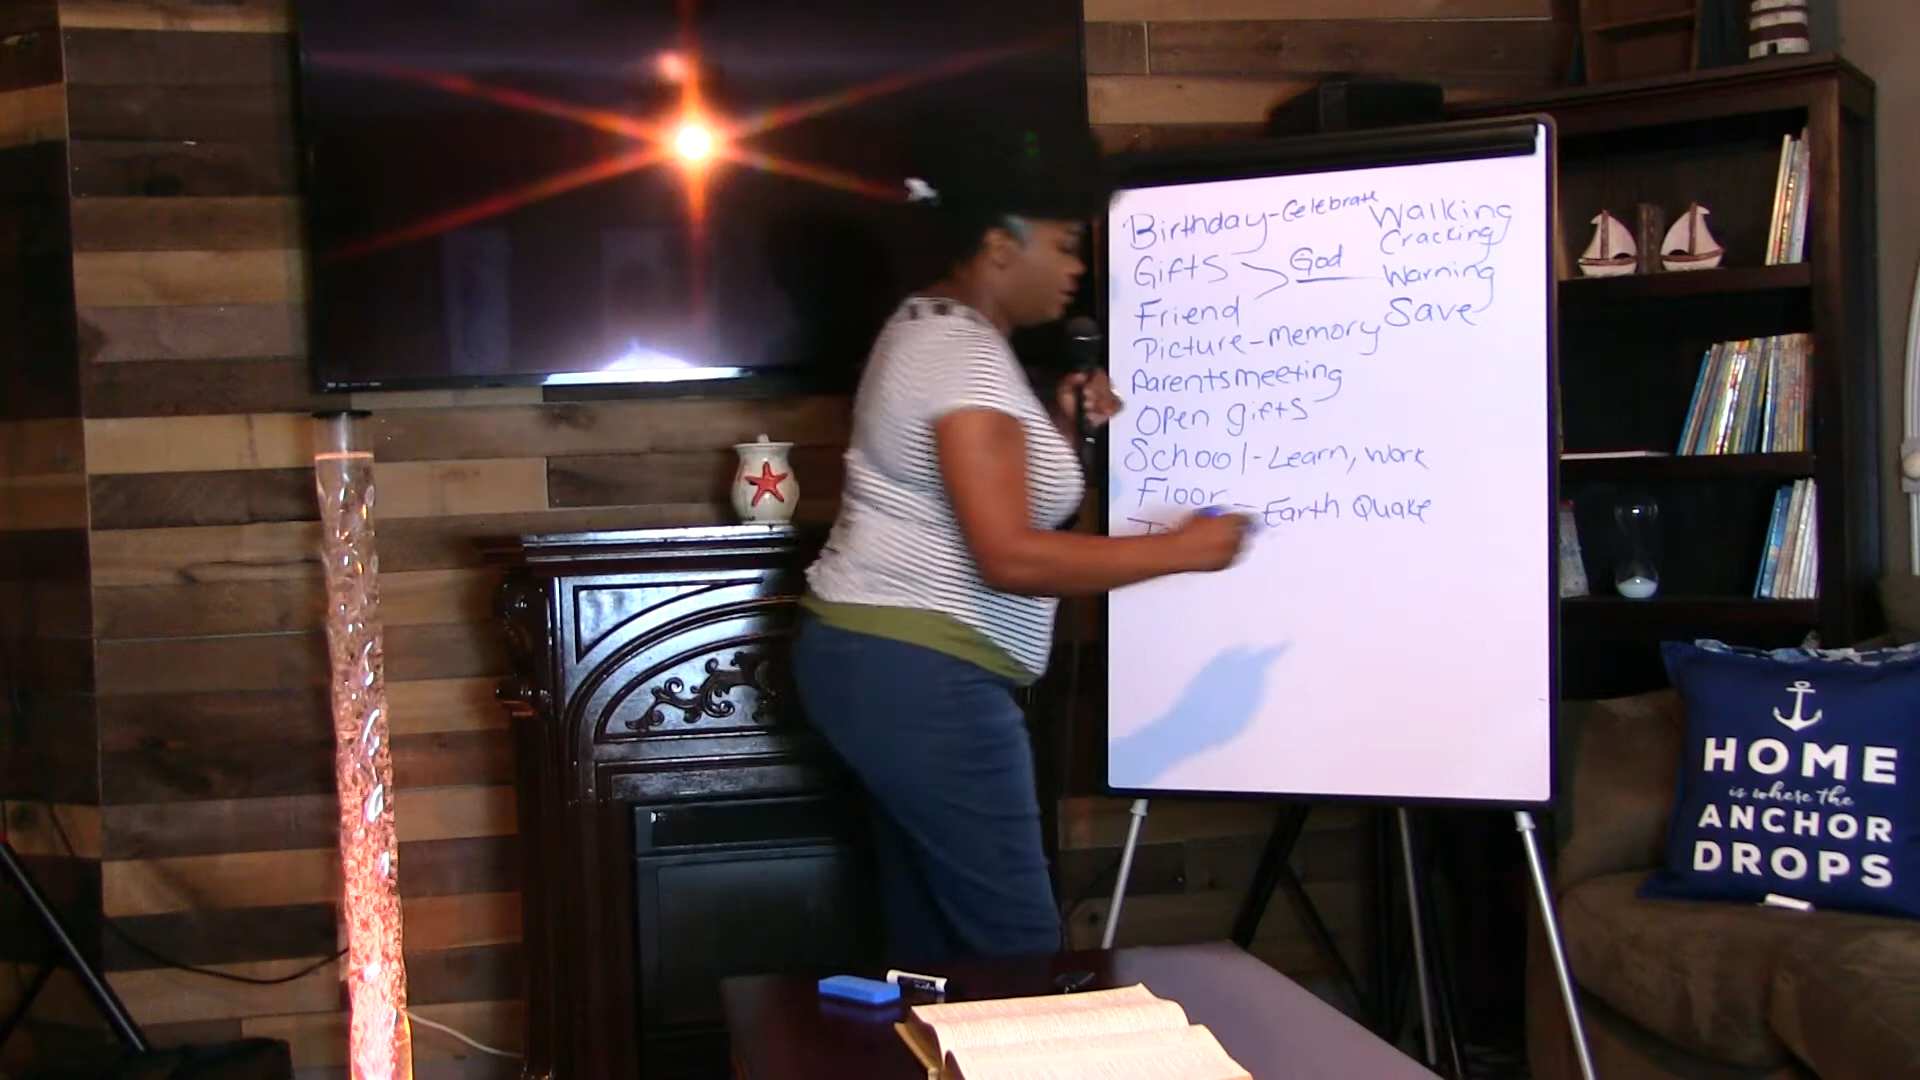 Birthday-Celebrate
Gifts
God
Friend
Picture-memory
Parentsmeeting
Open gifts
School-Learn, work
Floor - Earth Quake
Walking
Cracking
Warning
Save
HOME
is where the
ANCHOR
DROPS